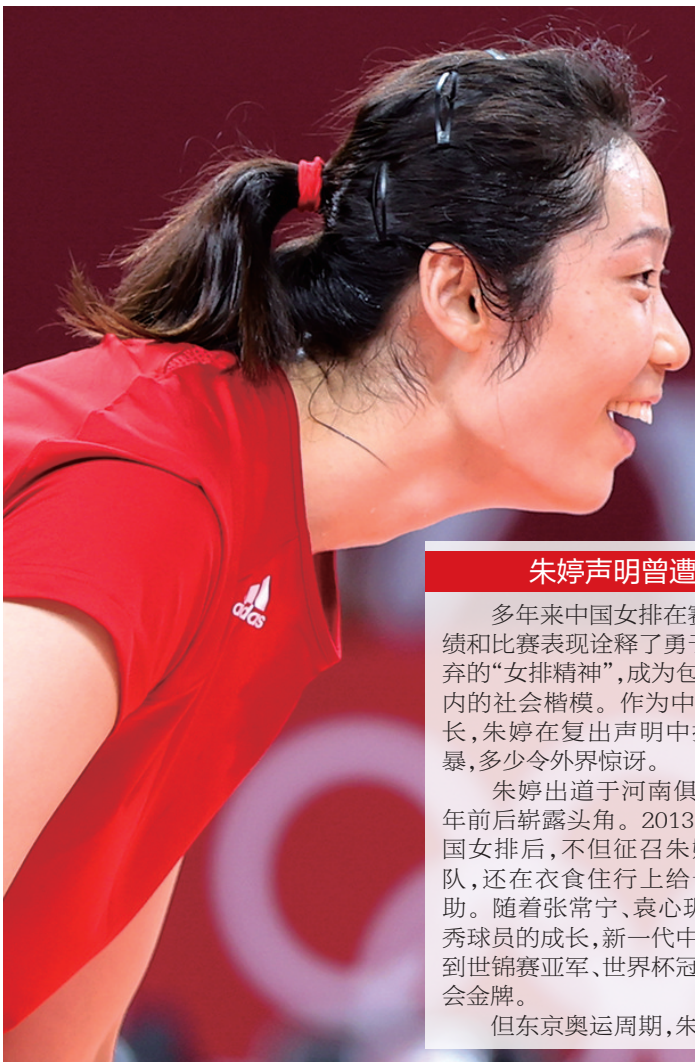 adidas
朱婷声明曾遭
多年来中国女排在赛
绩和比赛表现诠释了勇于
弃的“女排精神”,成为包
内的社会楷模。作为中
长,朱婷在复出声明中
暴,多少令外界惊讶。
朱婷出道于河南俱
年前后崭露头角。2013
国女排后,不但征召朱婷
队,还在衣食住行上给
助。随着张常宁、袁心玥
秀球员的成长,新一代中
到世锦赛亚军、世界杯冠
会金牌。
但东京奥运周期,朱